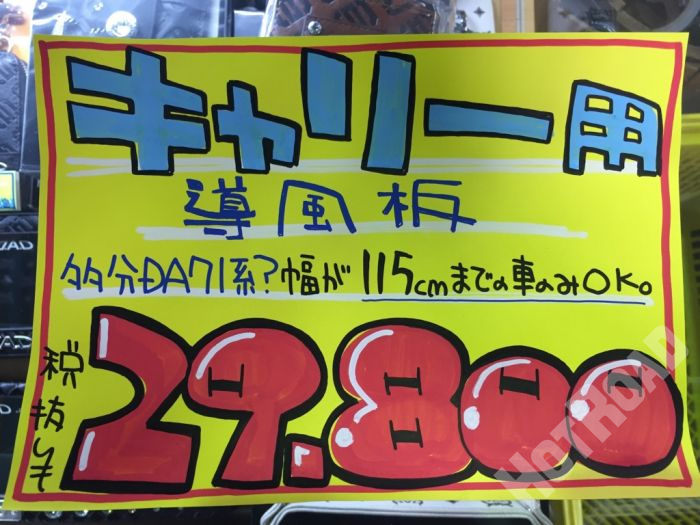 キャリー用
導風板
多分DA71系?幅が115cmまでの車のみOK。
税抜き
29.800
HOTROAD